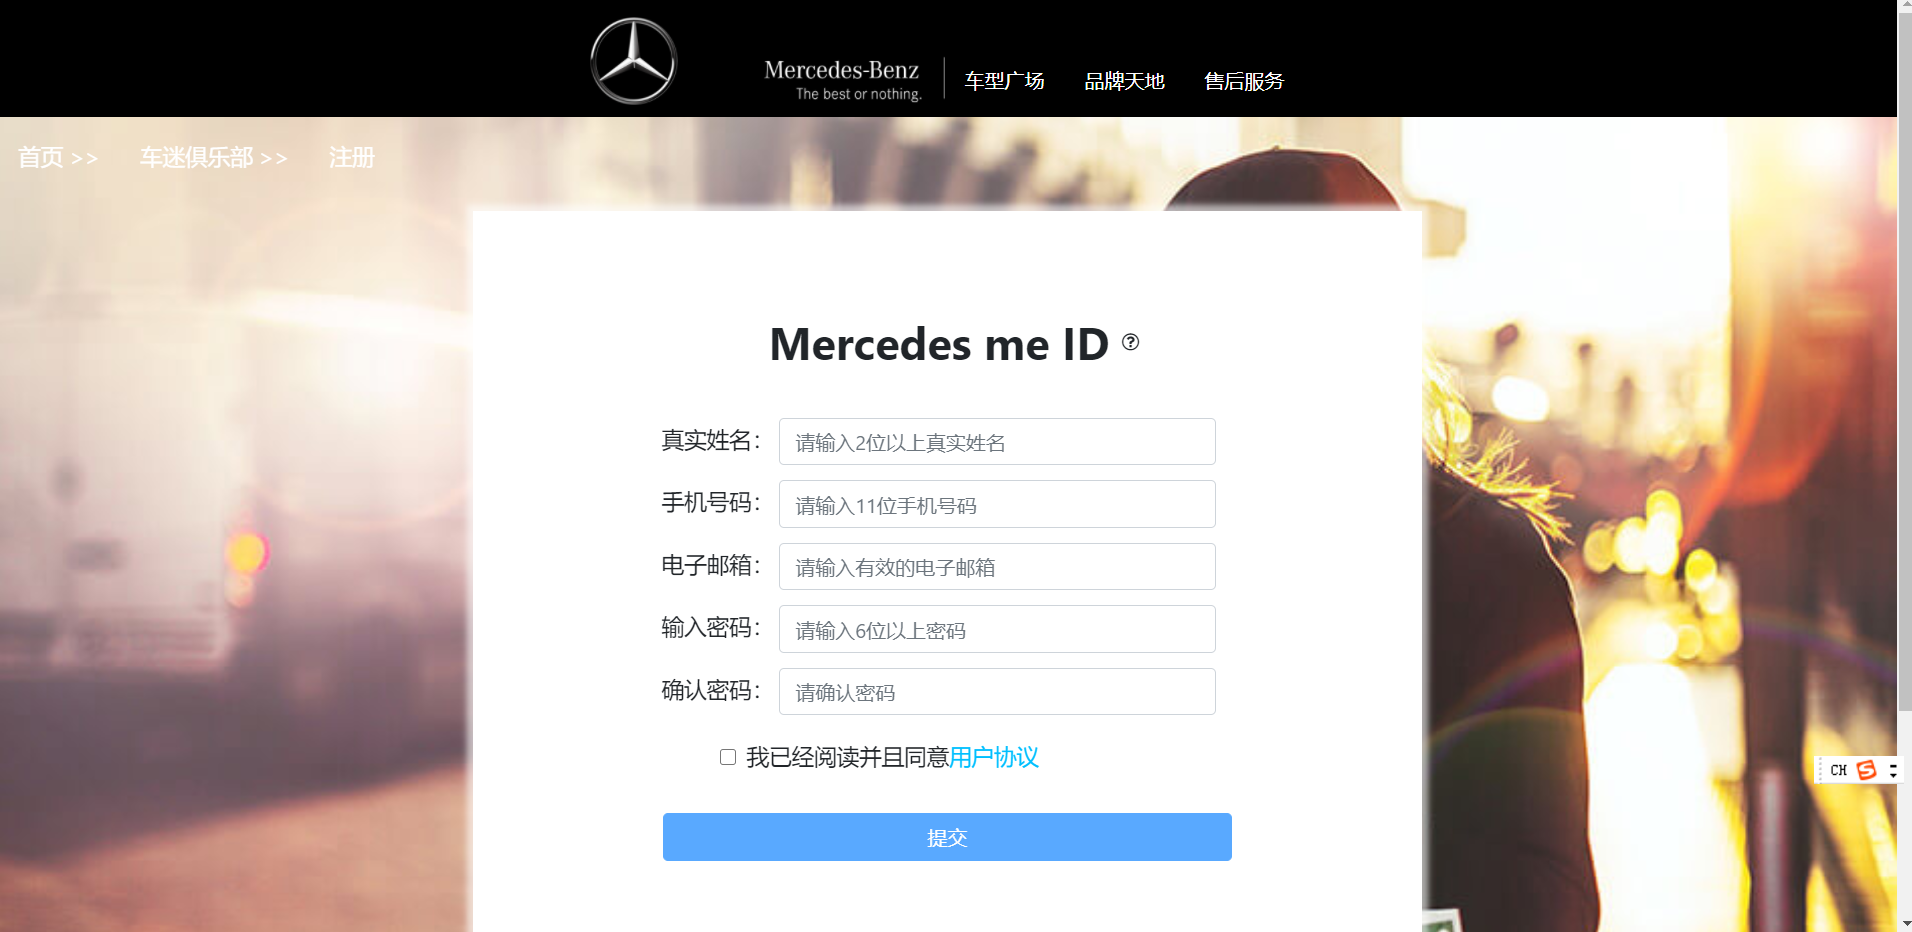 Mercedes-Benz
The best or nothing.
车型广场 品牌天地 售后服务
首页 >> 车迷俱乐部 >> 注册
Mercedes me ID ?
真实姓名： 请输入2位以上真实姓名
手机号码： 请输入11位手机号码
电子邮箱： 请输入有效的电子邮箱
输入密码： 请输入6位以上密码
确认密码： 请确认密码
我已经阅读并且同意用户协议
CH S
提交